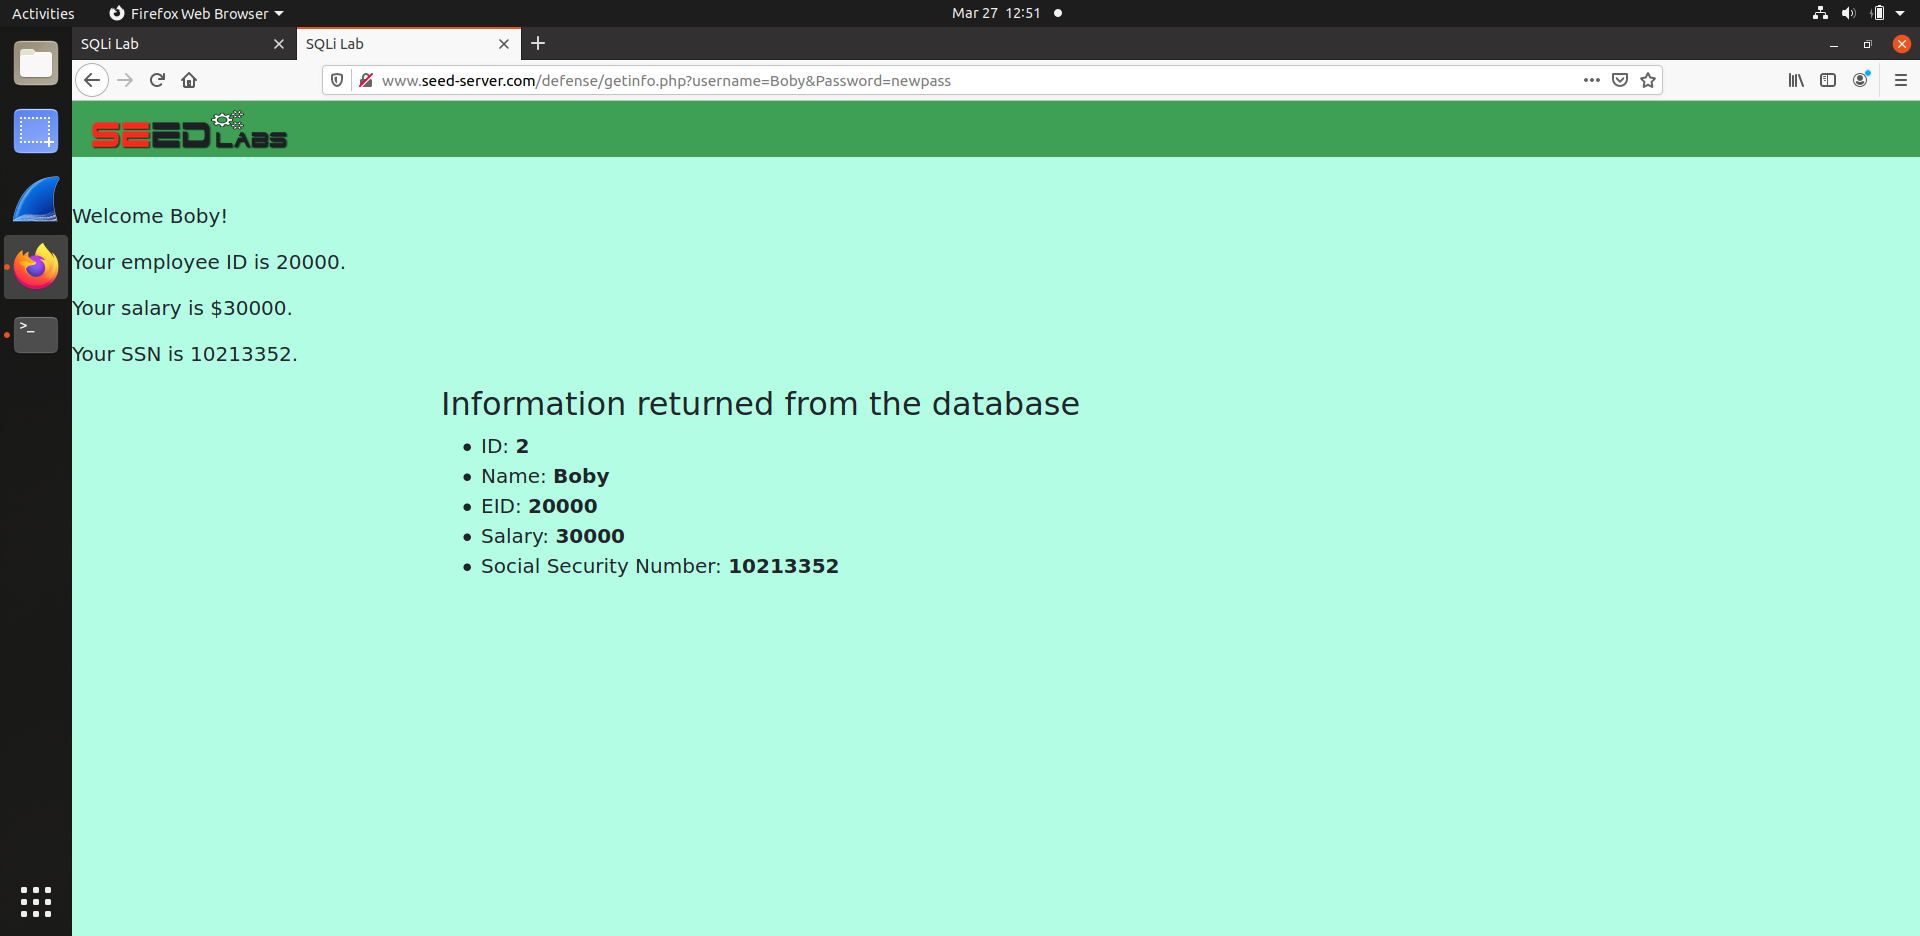 Activities Firefox Web Browser Mar 27 12:51
SQLi Lab SQLi Lab
www.seed-server.com/defense/getinfo.php?username=Boby&Password=newpass
SEED LABS
>_
Welcome Boby!
Your employee ID is 20000.
Your salary is $30000.
Your SSN is 10213352.
Information returned from the database
• ID: 2
• Name: Boby
• EID: 20000
• Salary: 30000
• Social Security Number: 10213352